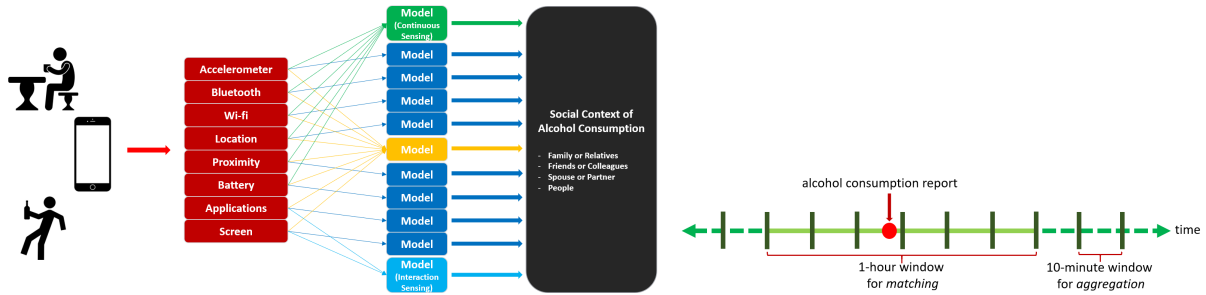 Accelerometer
Bluetooth
Wi-fi
Location
Proximity
Battery
Applications
Screen
Model
(Continuous
Sensing)
Model
Model
Model
Model
Model
Model
Model
Model
Model
Model
(Interaction
Sensing)
Social Context of
Alcohol Consumption
- Family or Relatives
- Friends or Colleagues
- Spouse or Partner
- People
alcohol consumption report
time
1-hour window
for matching
10-minute window
for aggregation